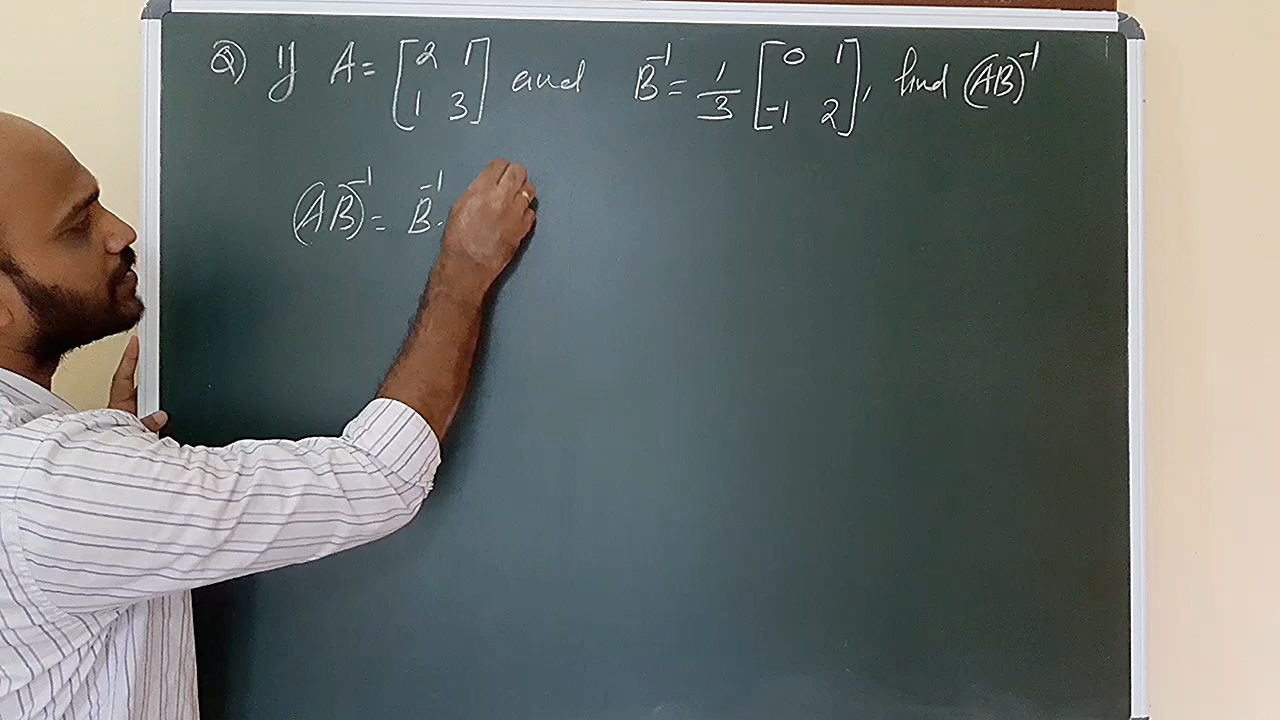 Q) If A = [2 1 1 3] and B⁻¹ = 1/3 [0 1 -1 2], find (AB)⁻¹
(AB)⁻¹ = B⁻¹.